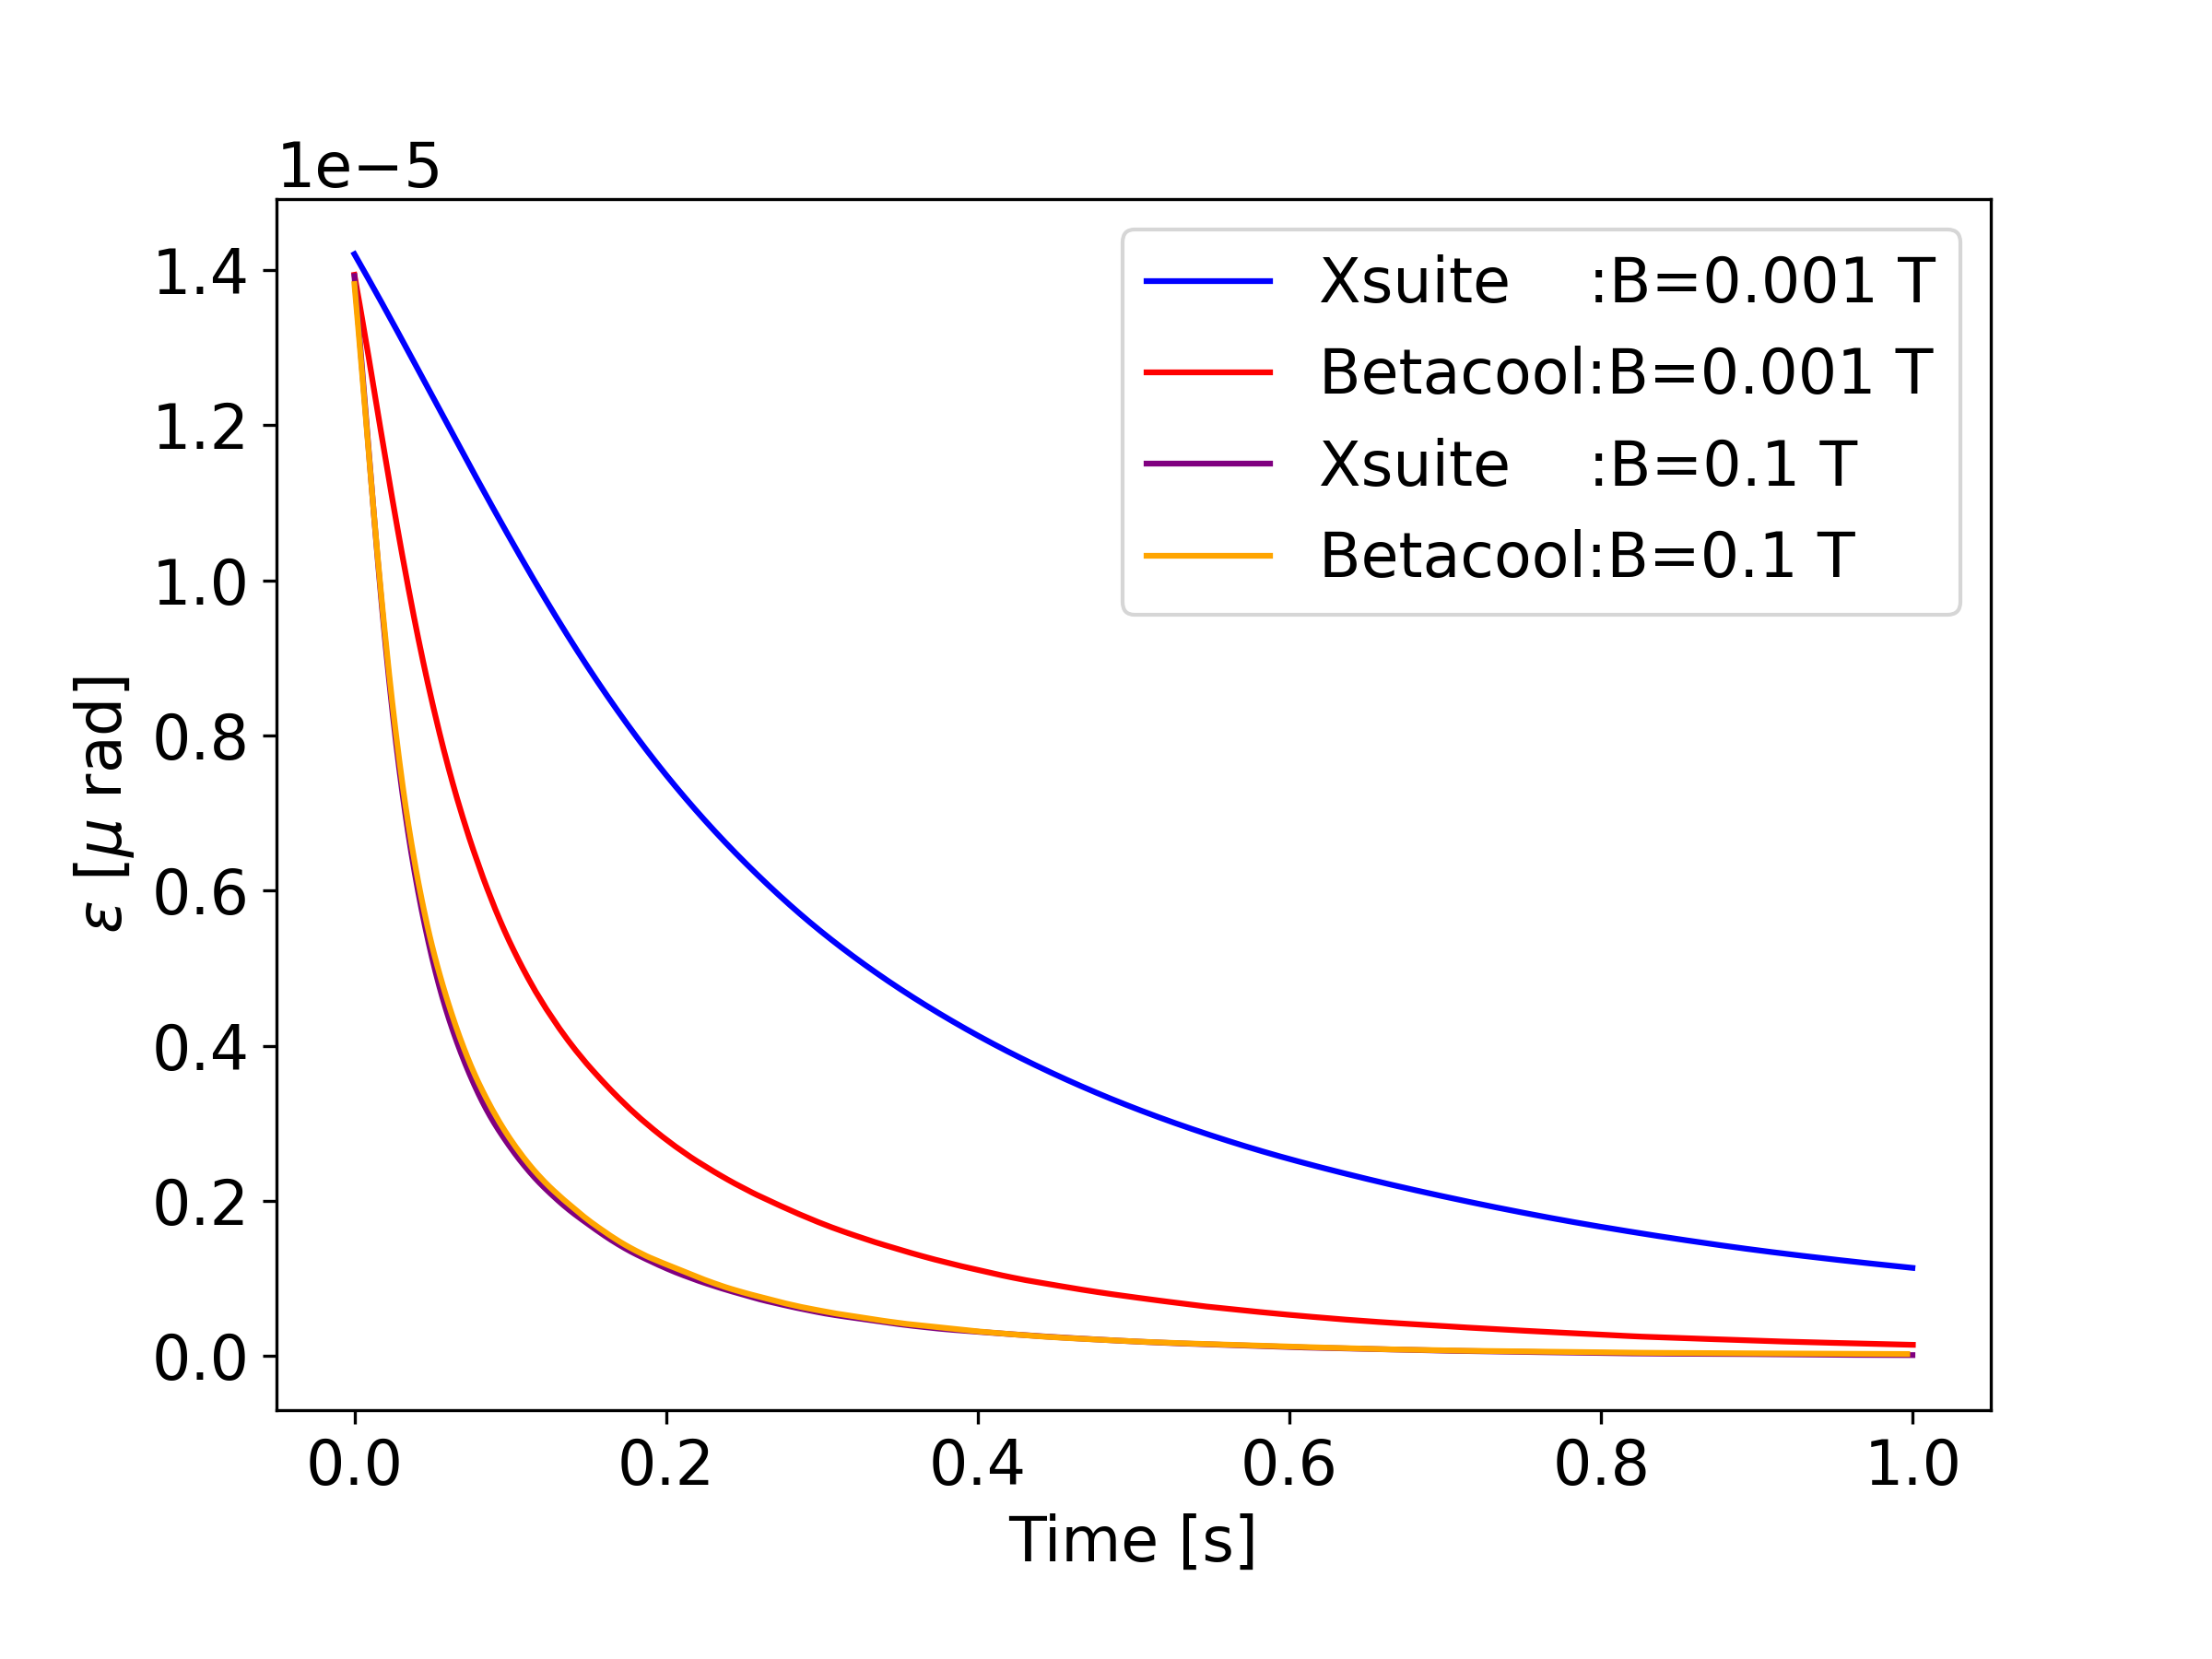 1e−5
1.4
1.2
1.0
0.8
0.6
0.4
0.2
0.0
ε [μ rad]
Xsuite :B=0.001 T
Betacool:B=0.001 T
Xsuite :B=0.1 T
Betacool:B=0.1 T
0.0 0.2 0.4 0.6 0.8 1.0
Time [s]